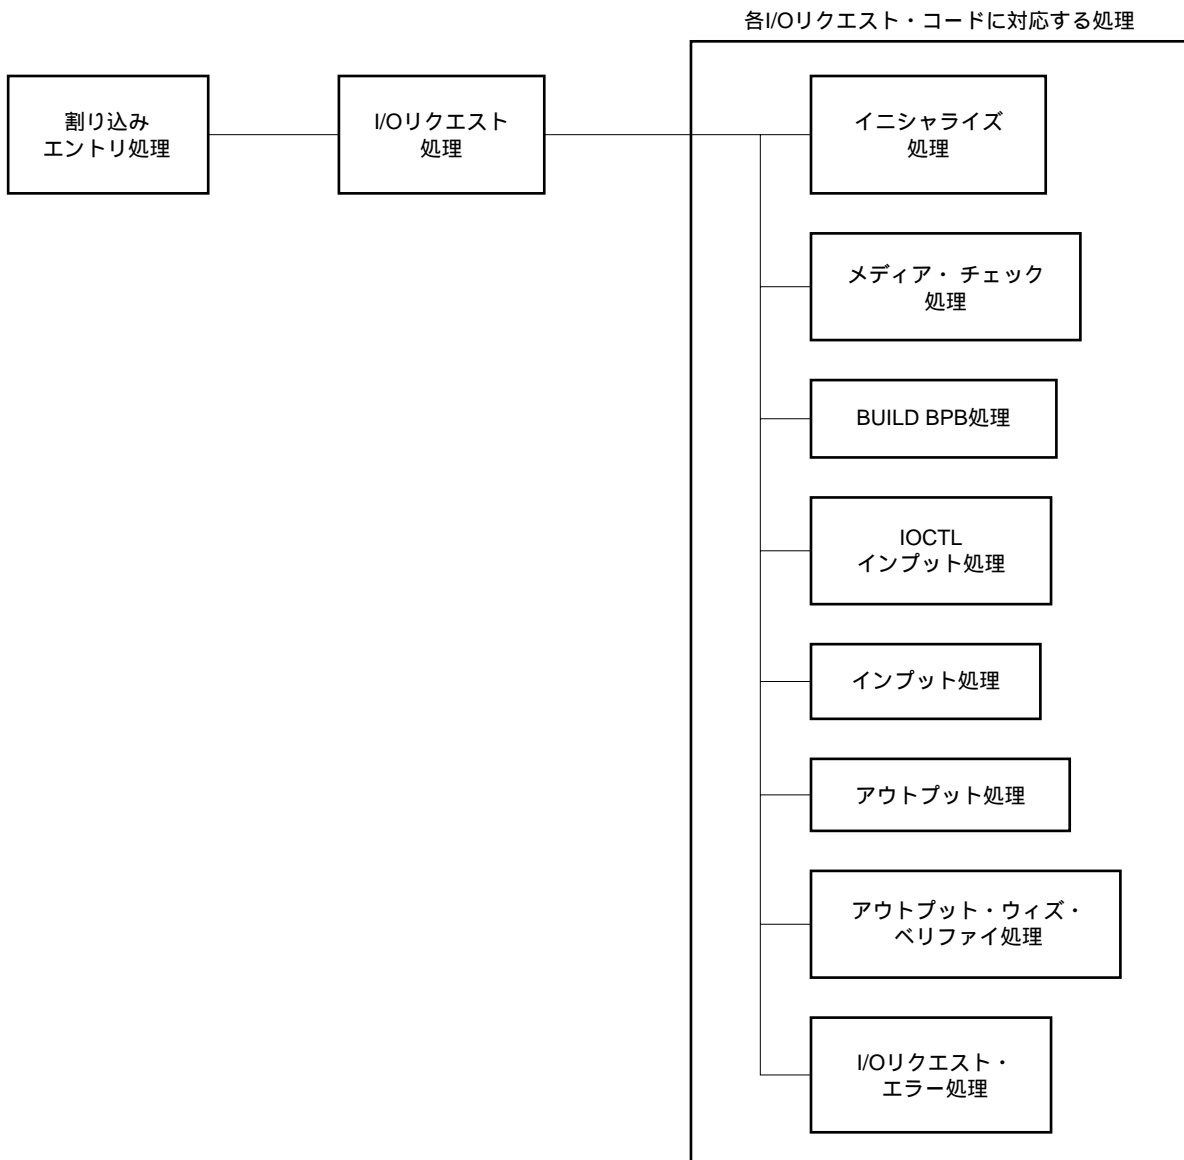 各I/Oリクエスト・コードに対応する処理
割り込み
エントリ処理
I/Oリクエスト
処理
イニシャライズ
処理
メディア・ チェック
処理
BUILD BPB処理
IOCTL
インプット処理
インプット処理
アウトプット処理
アウトプット・ウィズ・
ベリファイ処理
I/Oリクエスト・
エラー処理